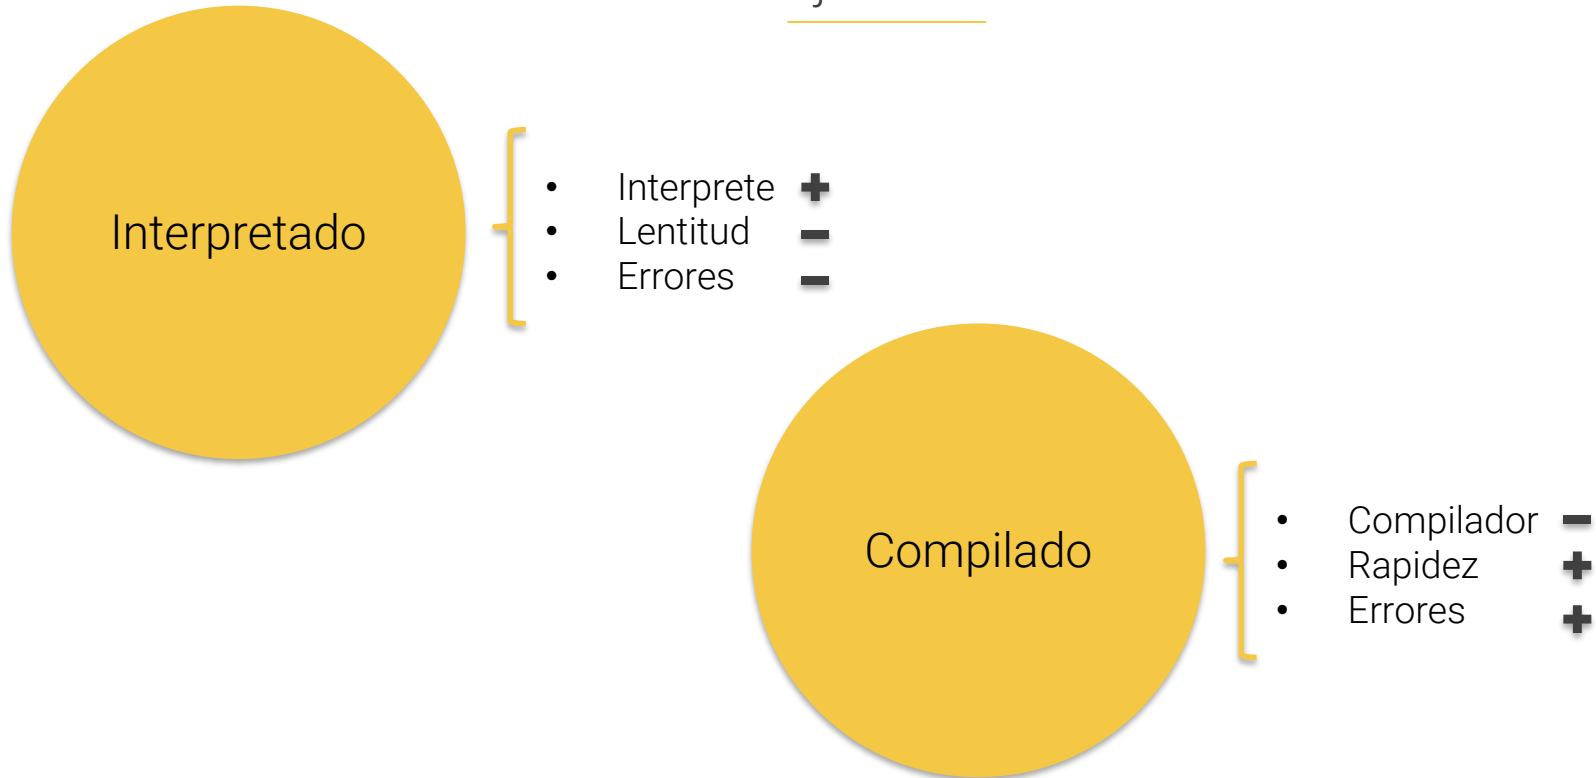 Interpretado
• Interprete +
• Lentitud -
• Errores -
Compilado
• Compilador -
• Rapidez +
• Errores +